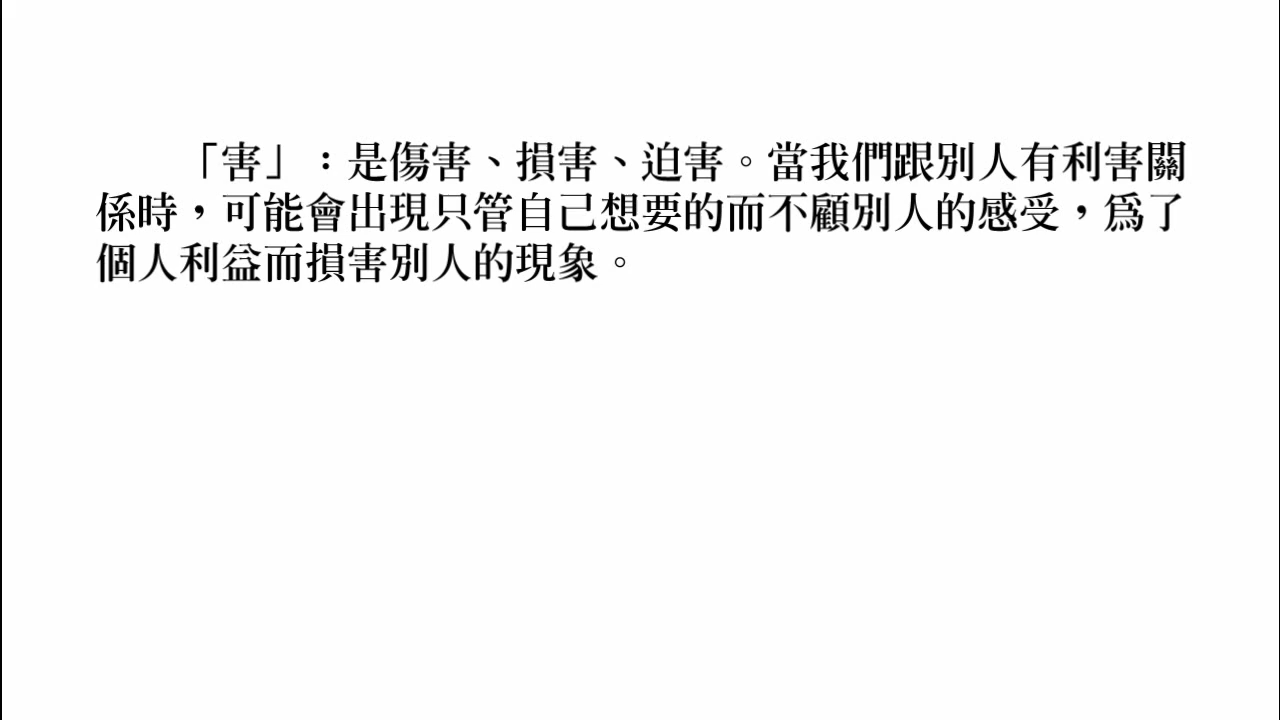 「害」：是傷害、損害、迫害。當我們跟別人有利害關
係時，可能會出現只管自己想要的而不顧別人的感受，爲了
個人利益而損害別人的現象。